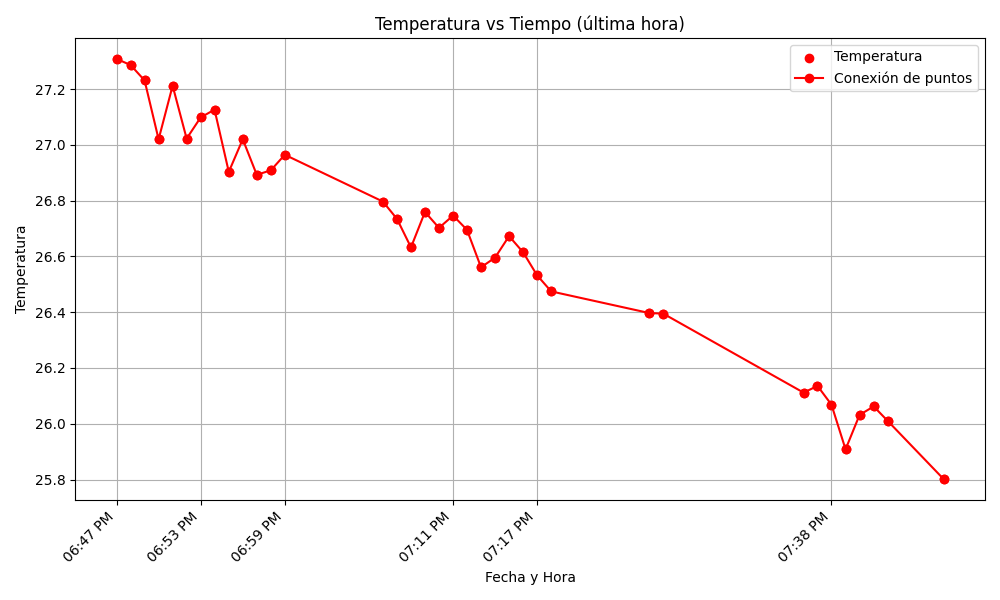 Temperatura vs Tiempo (última hora)
Temperatura
Conexión de puntos
Temperatura
27.2
27.0
26.8
26.6
26.4
26.2
26.0
25.8
06:47 PM
06:53 PM
06:59 PM
07:11 PM
07:17 PM
07:38 PM
Fecha y Hora